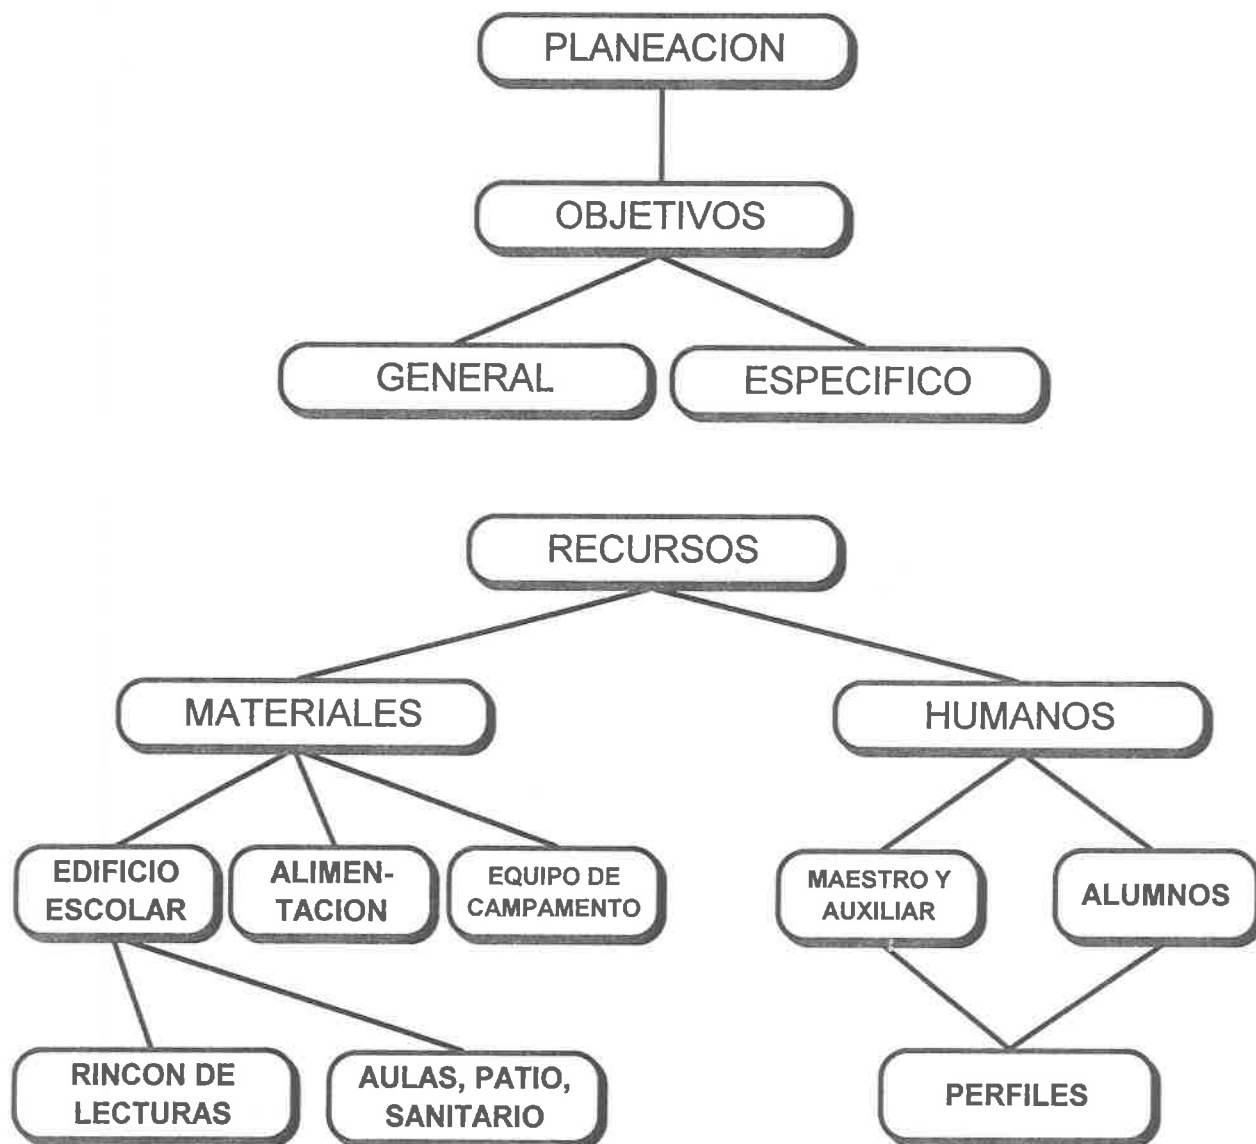 PLANEACION
OBJETIVOS
GENERAL
ESPECIFICO
RECURSOS
MATERIALES
HUMANOS
EDIFICIO
ESCOLAR
ALIMEN-
TACION
EQUIPO DE
CAMPAMENTO
MAESTRO Y
AUXILIAR
ALUMNOS
RINCON DE
LECTURAS
AULAS, PATIO,
SANITARIO
PERFILES